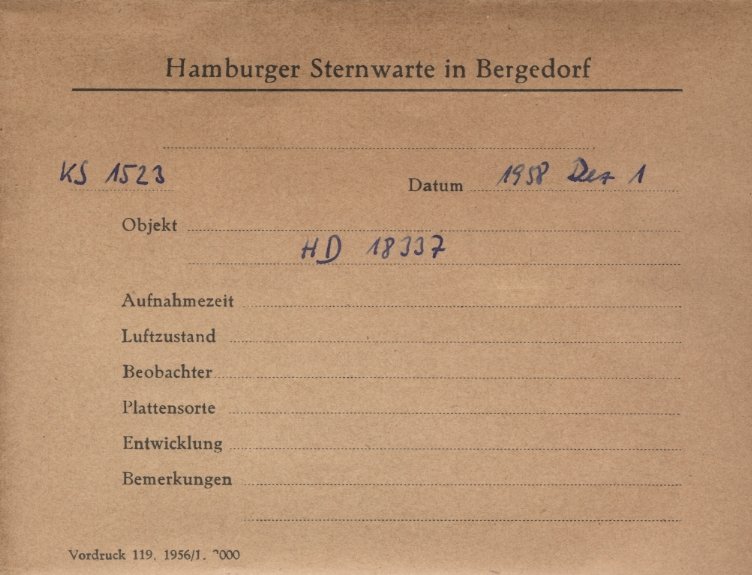 Hamburger Sternwarte in Bergedorf
KS 1523 Datum 1958 Dez 1
Objekt
HD 18337
Aufnahmezeit
Luftzustand
Beobachter
Plattensorte
Entwicklung
Bemerkungen
Vordruck 119. 1956/1.